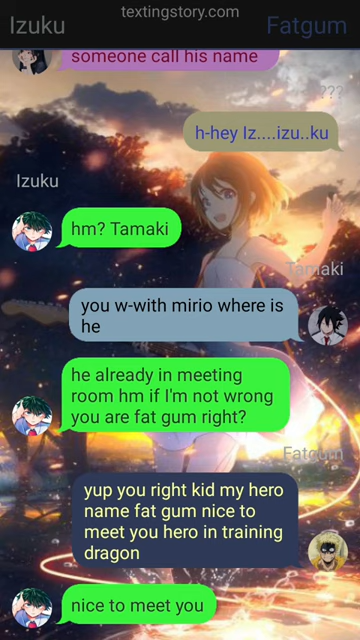 textingstory.com
Izuku
Fatgum
someone call his name
???
h-hey Iz....izu..ku
Izuku
hm? Tamaki
Tamaki
you w-with mirio where is
he
he already in meeting
room hm if I'm not wrong
you are fat gum right?
Fatgum
yup you right kid my hero
name fat gum nice to
meet you hero in training
dragon
nice to meet you